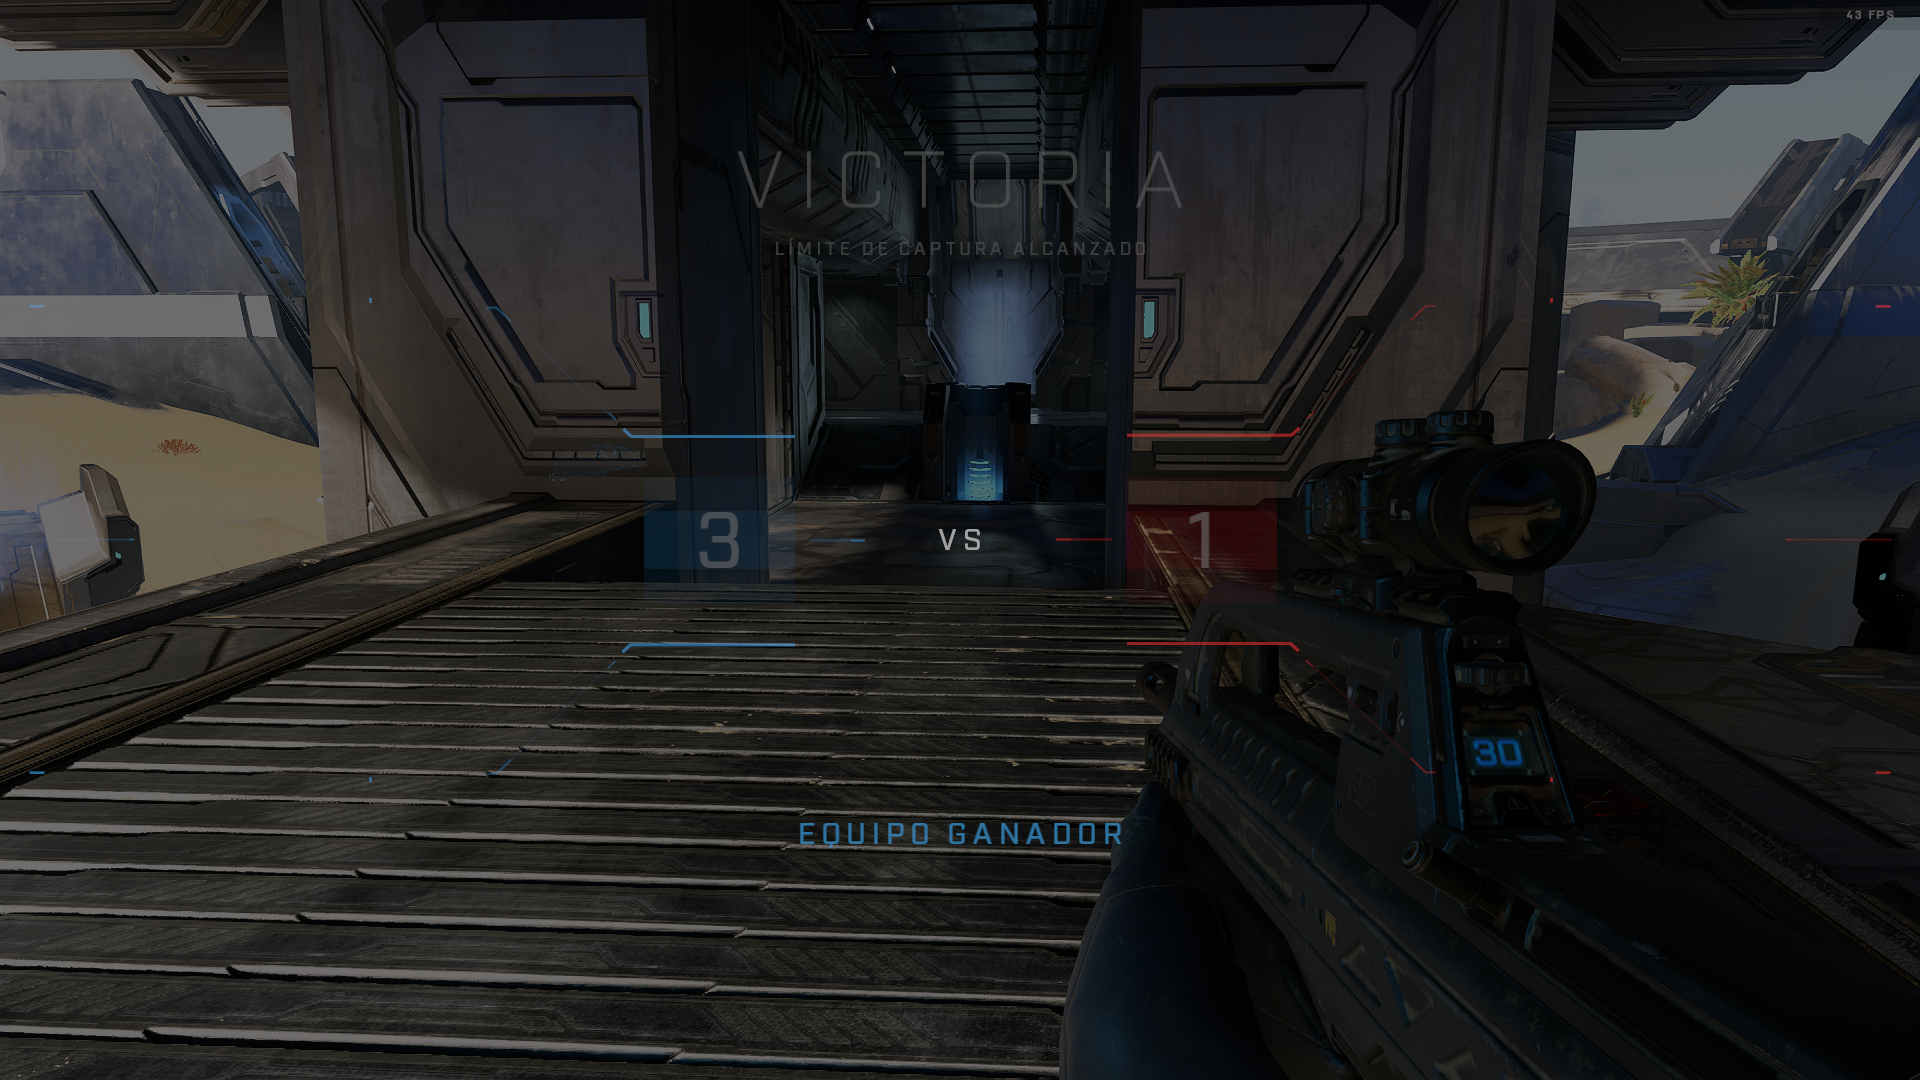 43 FPS
VICTORIA
LÍMITE DE CAPTURA ALCANZADO
3 VS 1
30
EQUIPO GANADOR